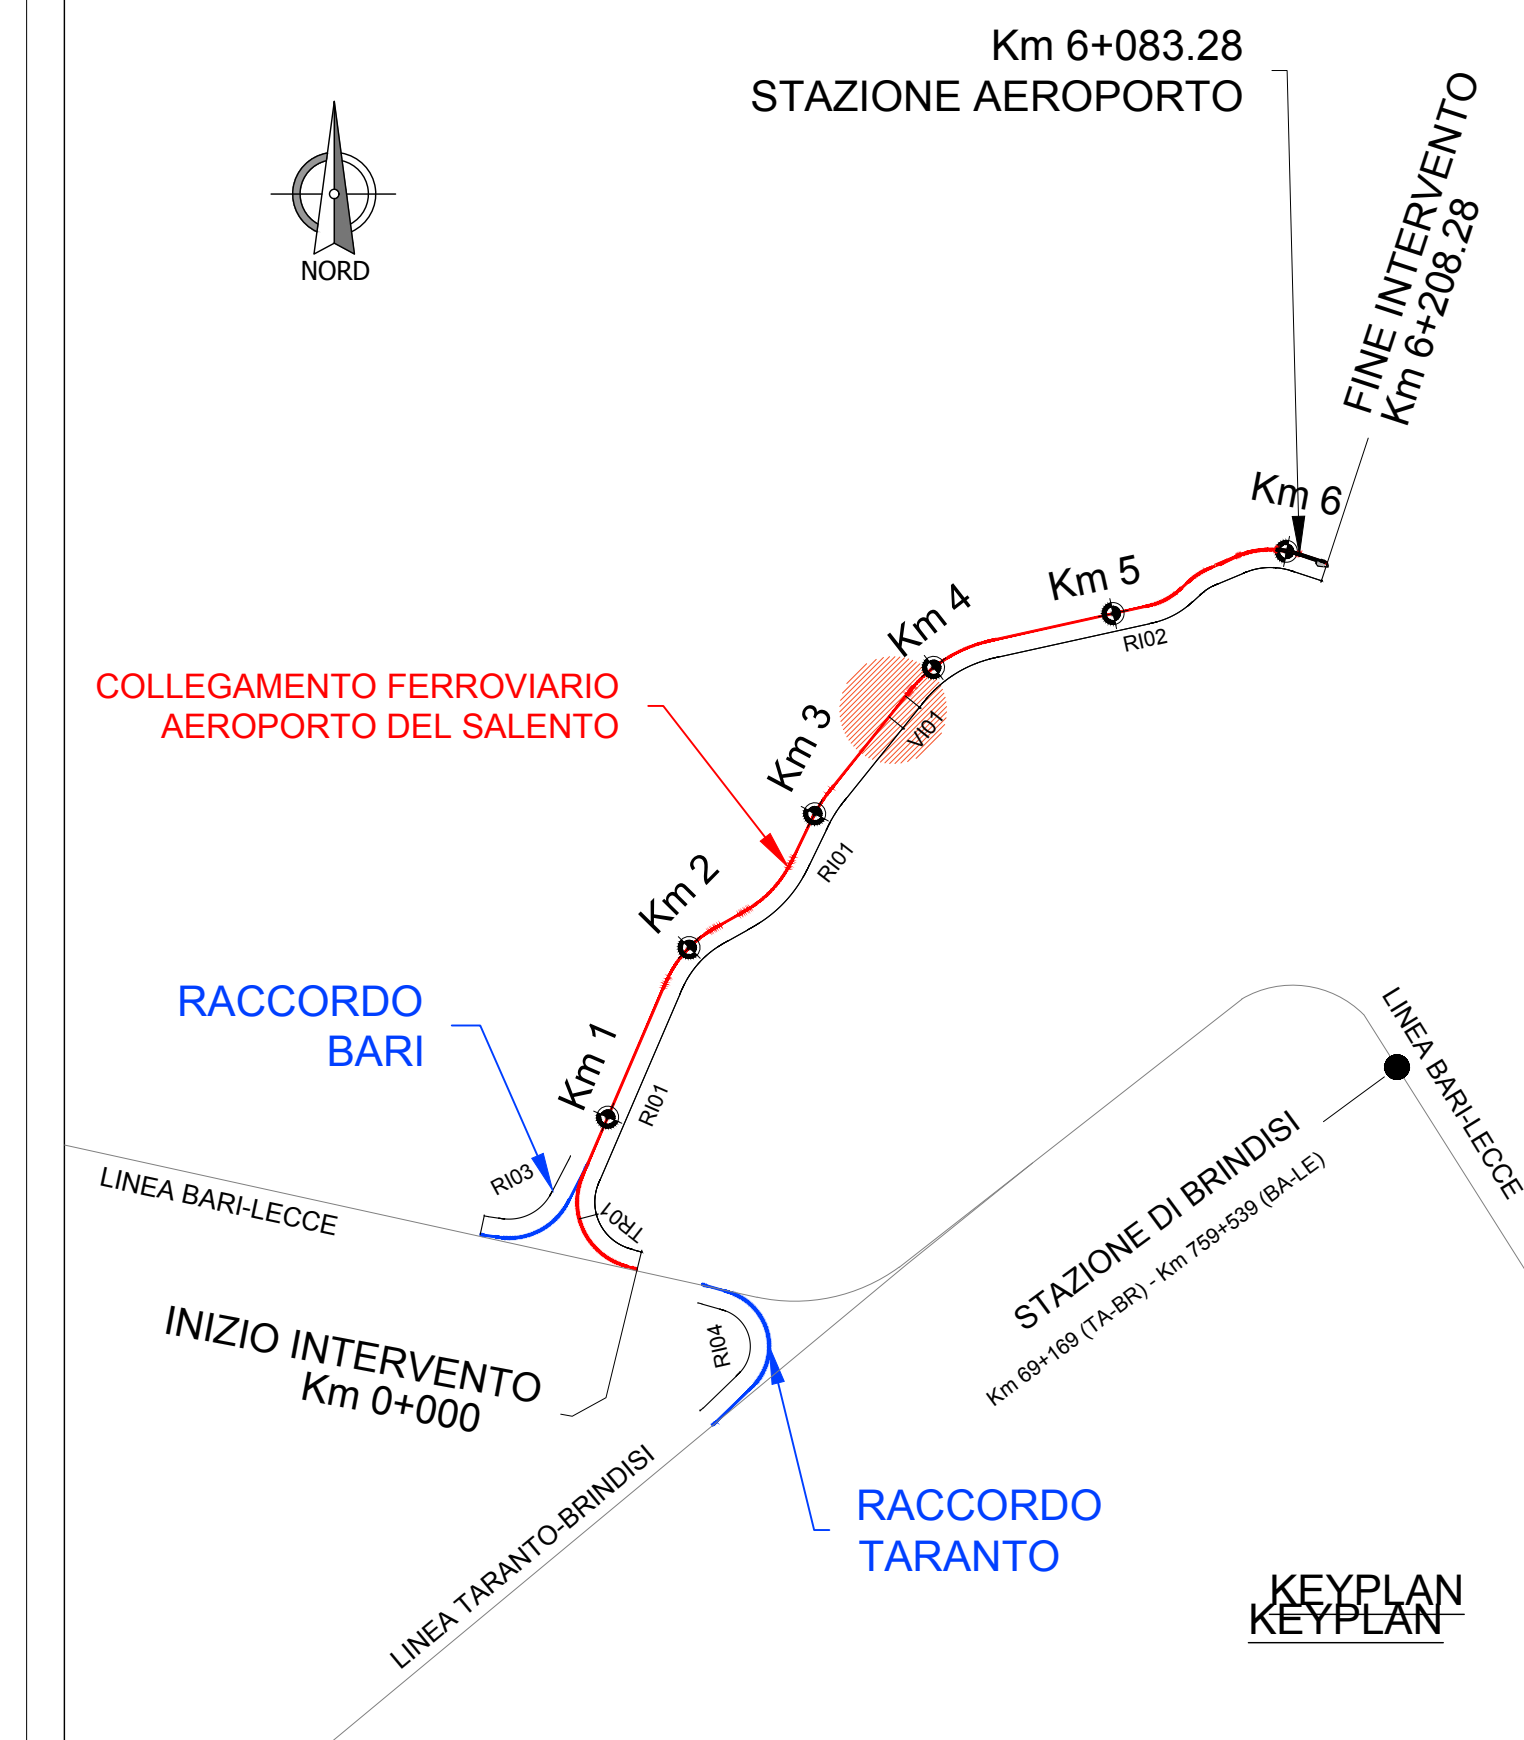 Km 6+083.28
STAZIONE AEROPORTO
NORD
FINE INTERVENTO
Km 6+208.28
Km 6
Km 5
Km 4
RI02
COLLEGAMENTO FERROVIARIO
AEROPORTO DEL SALENTO
Km 3
VI01
RI01
Km 2
RACCORDO
BARI
Km 1
RI01
LINEA BARI-LECCE
RI03
LINEA BARI-LECCE
TR01
STAZIONE DI BRINDISI
Km 69+169 (TA-BR) - Km 759+539 (BA-LE)
INIZIO INTERVENTO
Km 0+000
RI04
LINEA TARANTO-BRINDISI
RACCORDO
TARANTO
KEYPLAN
KEYPLAN